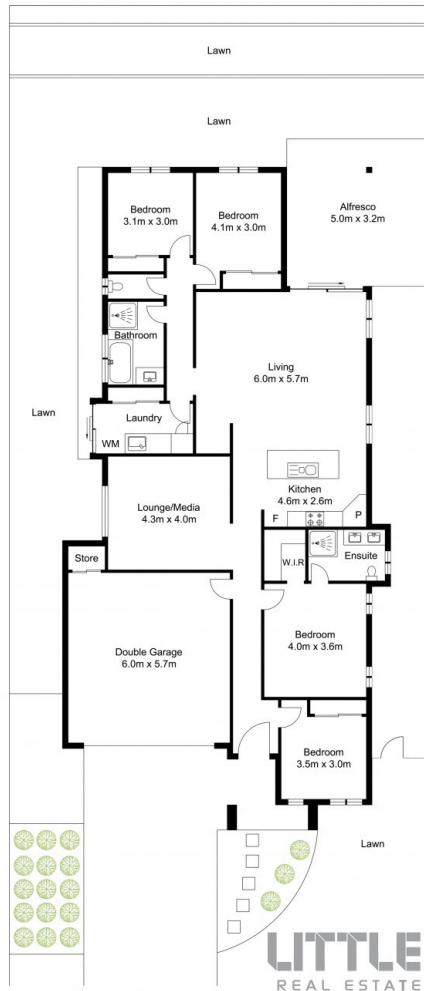 Lawn
Lawn
Bedroom
3.1m x 3.0m
Bedroom
4.1m x 3.0m
Alfresco
5.0m x 3.2m
Bathroom
Living
6.0m x 5.7m
Lawn
Laundry
WM
Kitchen
4.6m x 2.6m
F
P
Lounge/Media
4.3m x 4.0m
Store
W.I.R
Ensuite
Double Garage
6.0m x 5.7m
Bedroom
4.0m x 3.6m
Bedroom
3.5m x 3.0m
Lawn
LITTLE
REAL ESTATE